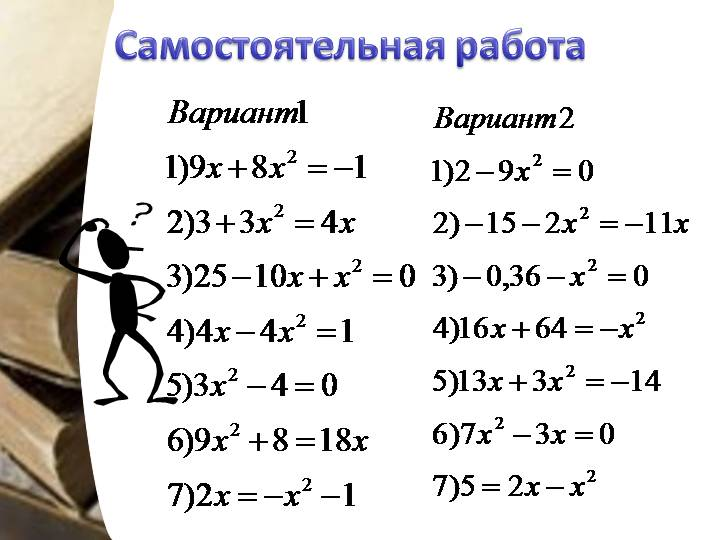 Самостоятельная работа
Вариант1
1)9x+8x²=−1
2)3+3x²=4x
3)25−10x+x²=0
4)4x−4x²=1
5)3x²−4=0
6)9x²+8=18x
7)2x=−x²−1
Вариант2
1)2−9x²=0
2)−15−2x²=−11x
3)−0,36−x²=0
4)16x+64=−x²
5)13x+3x²=−14
6)7x²−3x=0
7)5=2x−x²
?